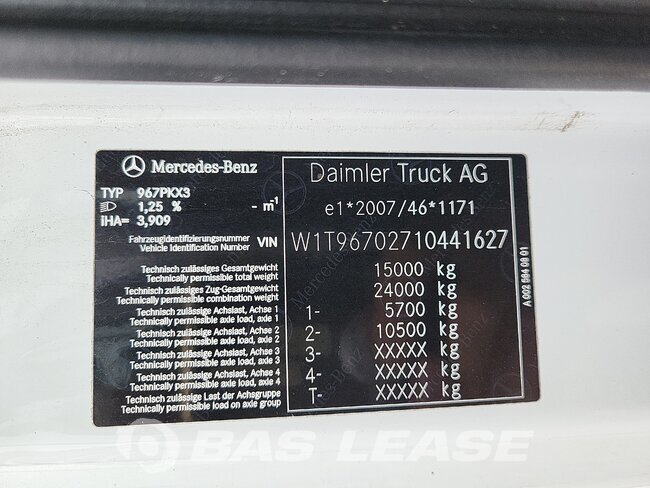 Mercedes-Benz
Daimler Truck AG
TYP 967PKX3
1,25 % - m⁻¹
e1*2007/46*1171
iHA= 3,909
Fahrzeugidentifizierungsnummer
Vehicle Identification Number VIN W1T96702710441627
Technisch zulässiges Gesamtgewicht
Technically permissible total weight 15000 kg
Technisch zulässiges Zug-Gesamtgewicht
Technically permissible combination weight 24000 kg
Technisch zulässige Achslast, Achse 1
Technically permissible axle load, axle 1 1- 5700 kg
Technisch zulässige Achslast, Achse 2
Technically permissible axle load, axle 2 2- 10500 kg
Technisch zulässige Achslast, Achse 3
Technically permissible axle load, axle 3 3- XXXXX kg
Technisch zulässige Achslast, Achse 4
Technically permissible axle load, axle 4 4- XXXXX kg
Technisch zulässige Last der Achsgruppe
Technically permissible load on axle group T- XXXXX kg
A 002 584 09 01
BAS LEASE